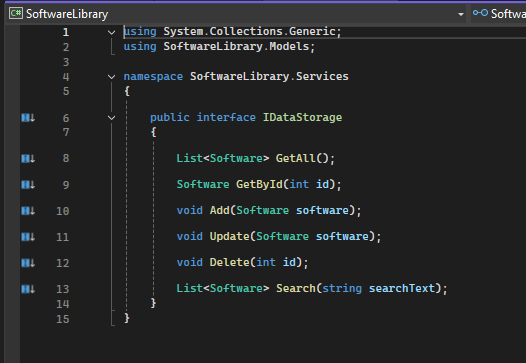 C# SoftwareLibrary
Softwa
1 using System.Collections.Generic;
2 using SoftwareLibrary.Models;
3
4 namespace SoftwareLibrary.Services
5 {
6 public interface IDataStorage
7 {
8 List<Software> GetAll();
9 Software GetById(int id);
10 void Add(Software software);
11 void Update(Software software);
12 void Delete(int id);
13 List<Software> Search(string searchText);
14 }
15 }